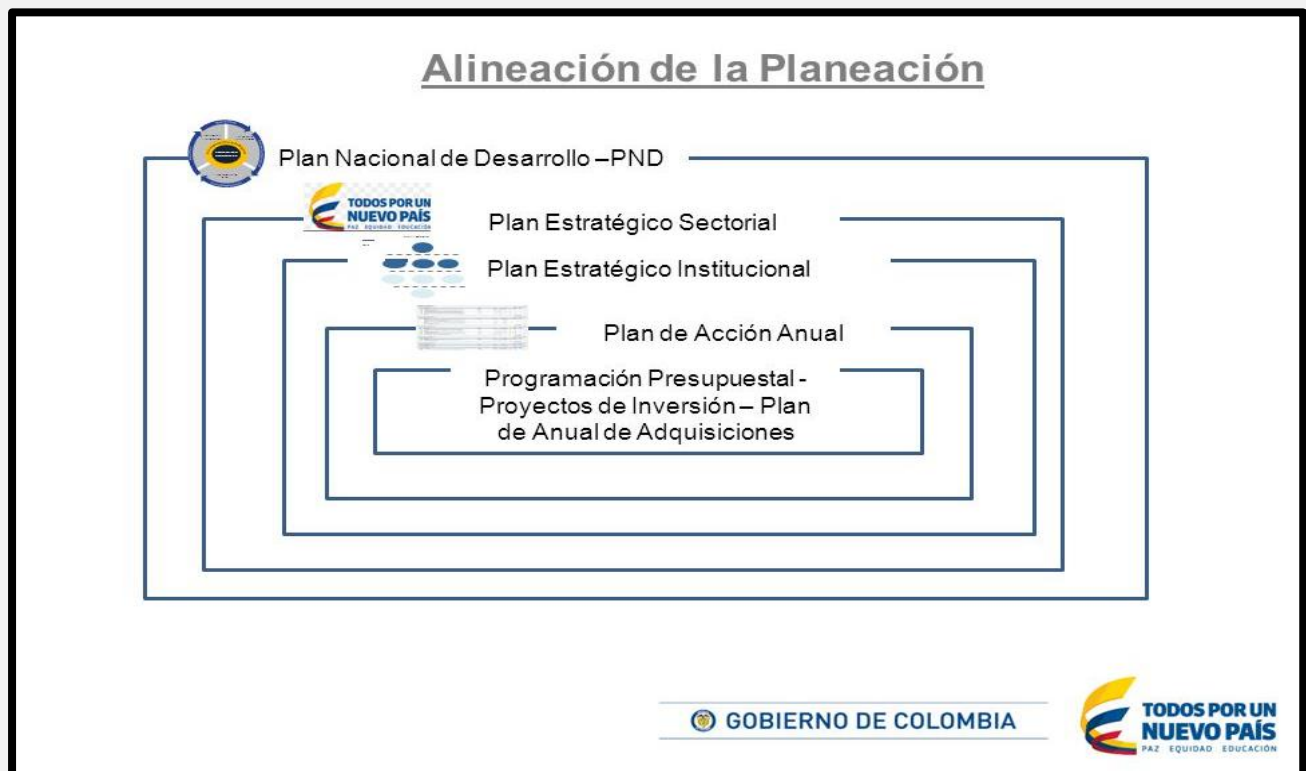 Alineación de la Planeación
Plan Nacional de Desarrollo –PND
TODOS POR UN
NUEVO PAÍS
PAZ EQUIDAD EDUCACIÓN
Plan Estratégico Sectorial
Plan Estratégico Institucional
Plan de Acción Anual
Programación Presupuestal -
Proyectos de Inversión – Plan
de Anual de Adquisiciones
GOBIERNO DE COLOMBIA
TODOS POR UN
NUEVO PAÍS
PAZ EQUIDAD EDUCACIÓN